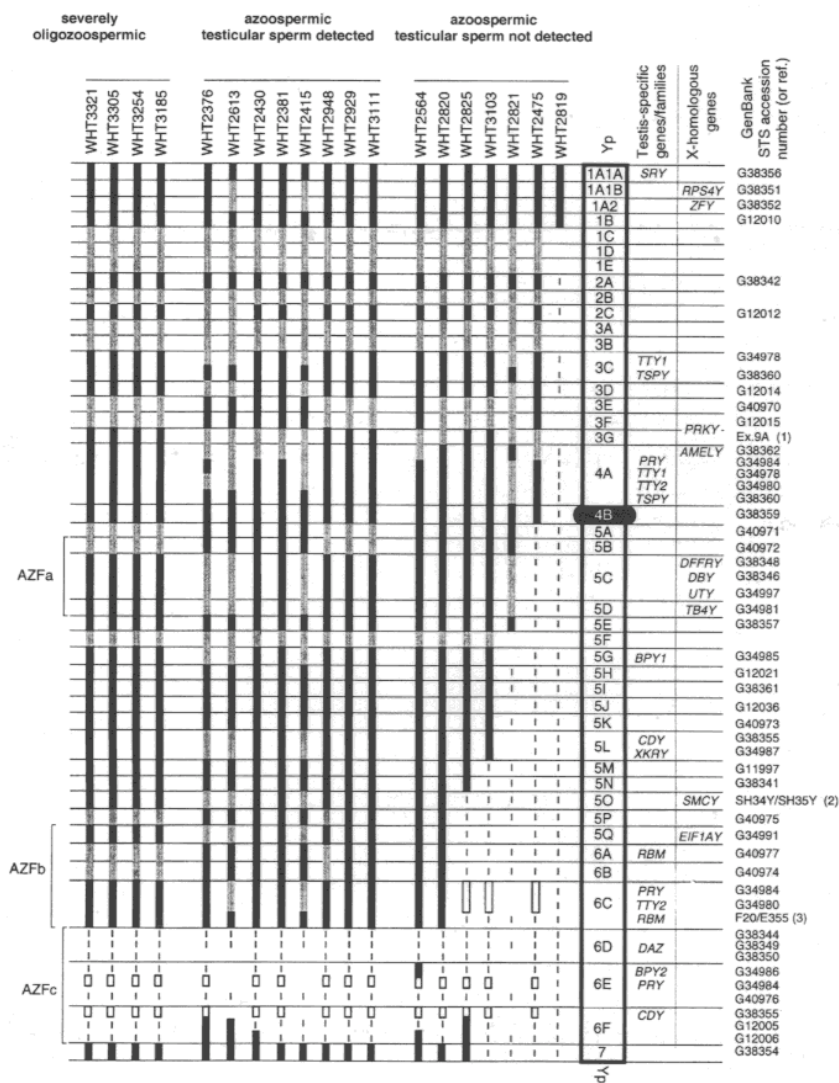 severely
oligozoospermic
azoospermic
testicular sperm detected
azoospermic
testicular sperm not detected
WHT3321
WHT3305
WHT3254
WHT3185
WHT2376
WHT2613
WHT2430
WHT2381
WHT2415
WHT2948
WHT2929
WHT3111
WHT2564
WHT2820
WHT2825
WHT3103
WHT2821
WHT2475
WHT2819
Yp
Testis-specific
genes/families
X-homologous
genes
GenBank
STS accession
number (or ref.)
1A1A SRY G38356
1A1B RPS4Y G38351
1A2 ZFY G38352
1B G12010
1C
1D
1E
2A G38342
2B
2C G12012
3A
3B
3C TTY1 G34978
TSPY G38360
3D G12014
3E G40970
3F G12015
3G PRKY Ex.9A (1)
AMELY G38362
4A PRY G34984
TTY1 G34978
TTY2 G34980
TSPY G38360
4B G38359
5A G40971
5B G40972
AZFa
5C DFFRY G38348
DBY G38346
UTY G34997
5D TB4Y G34981
5E G38357
5F
5G BPY1 G34985
5H G12021
5I G38361
5J G12036
5K G40973
5L CDY G38355
XKRY G34987
5M G11997
5N G38341
5O SMCY SH34Y/SH35Y (2)
5P G40975
5Q EIF1AY G34991
AZFb
6A RBM G40977
6B G40974
6C PRY G34984
TTY2 G34980
RBM F20/E355 (3)
G38344
6D DAZ G38349
G38350
AZFc
6E BPY2 G34986
PRY G34984
G40976
6F CDY G38355
G12005
G12006
7 G38354
Yp